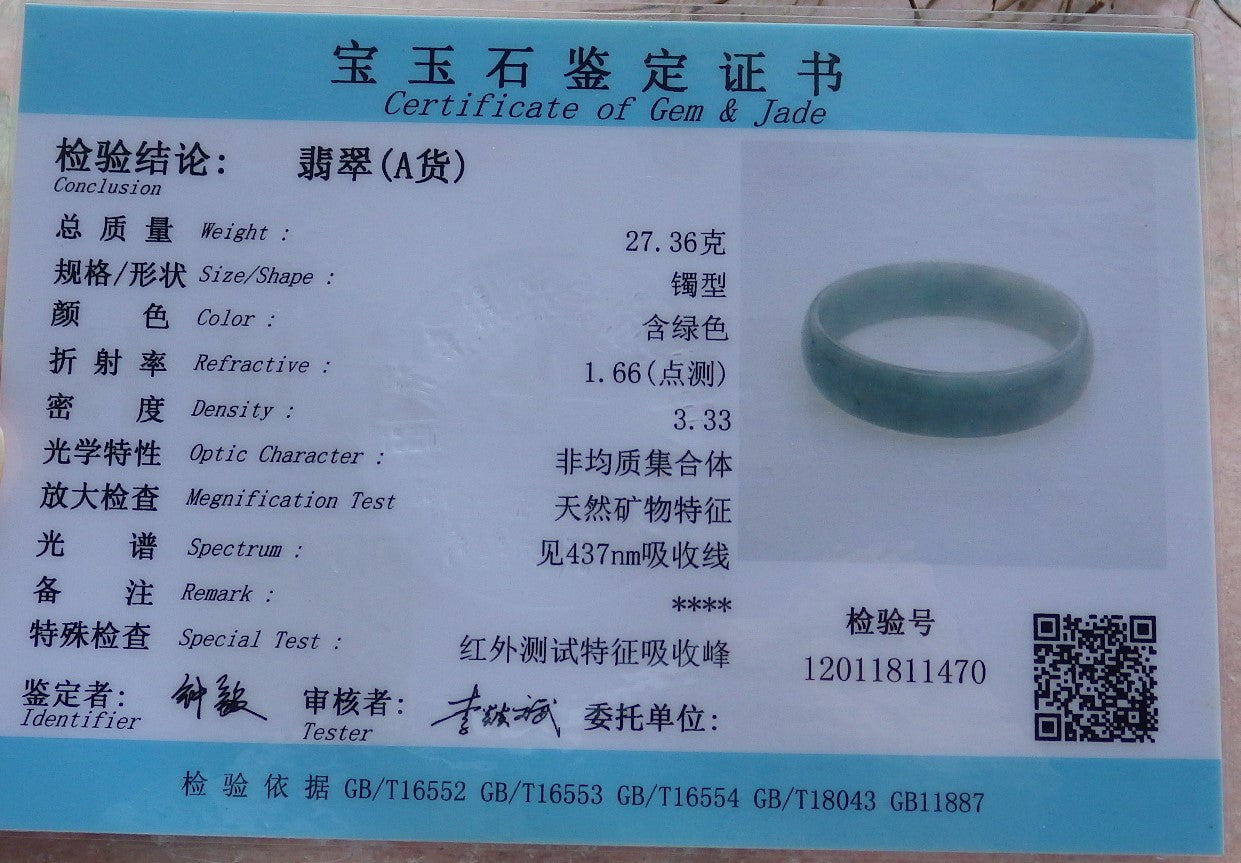 宝玉石鉴定证书
Certificate of Gem & Jade
检验结论: 翡翠(A货)
Conclusion
总质量 Weight : 27.36克
规格/形状 Size/Shape : 镯型
颜色 Color : 含绿色
折射率 Refractive : 1.66(点测)
密度 Density : 3.33
光学特性 Optic Character : 非均质集合体
放大检查 Megnification Test 天然矿物特征
光谱 Spectrum : 见437nm吸收线
备注 Remark : ****
特殊检查 Special Test : 红外测试特征吸收峰
检验号
12011811470
鉴定者: 审核者: 委托单位:
Identifier Tester
检验依据 GB/T16552 GB/T16553 GB/T16554 GB/T18043 GB11887